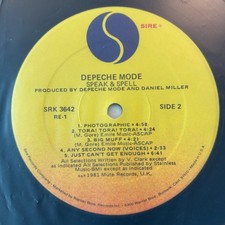 SIRE
DEPECHE MODE
SPEAK & SPELL
PRODUCED BY DEPECHE MODE AND DANIEL MILLER
SRK 3642
RE-1
SIDE 2
1. PHOTOGRAPHIC • 4:38
2. TORA! TORA! TORA! • 4:24
(M. Gore) Emile Music-ASCAP
3. BIG MUFF • 4:21
(M. Gore) Emile Music-ASCAP
4. ANY SECOND NOW (VOICES) • 2:33
5. JUST CAN'T GET ENOUGH • 6:41
All Selections Written by V. Clark except
as indicated All Selections Published by Stainless
Music-BMI except as indicated
℗ 1981 Mute Records, U.K.